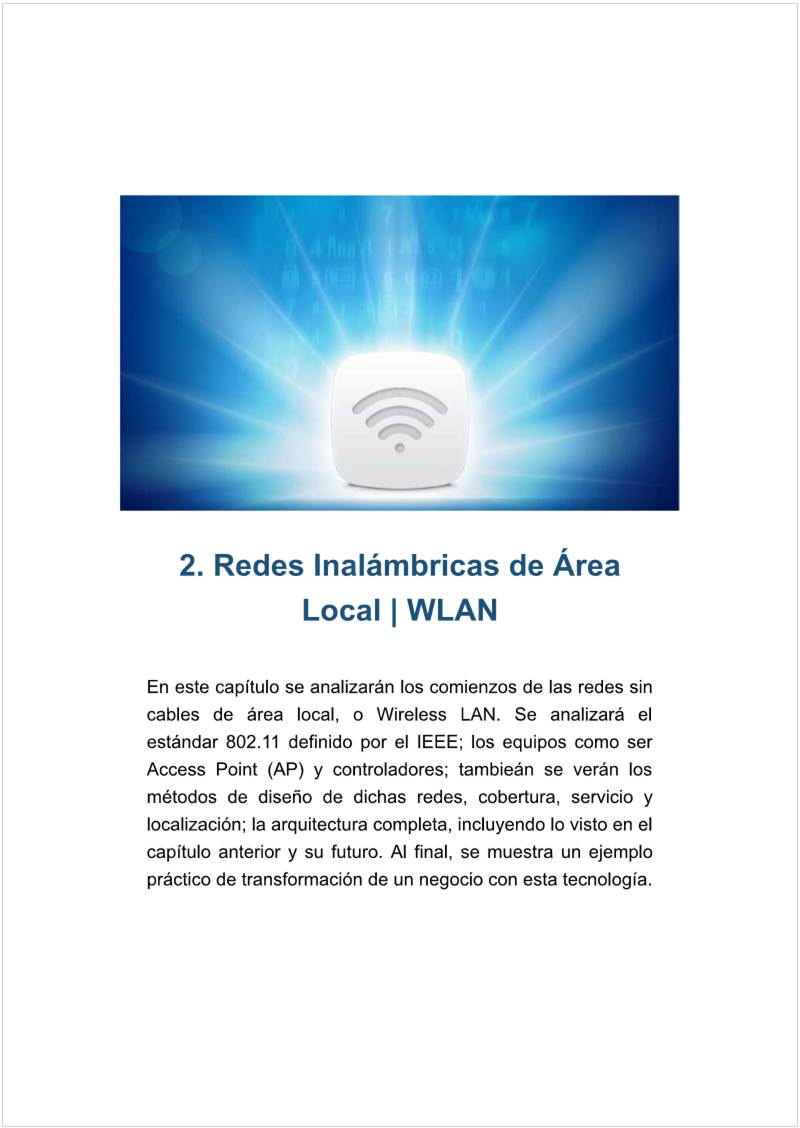 2. Redes Inalámbricas de Área
Local | WLAN
En este capítulo se analizarán los comienzos de las redes sin
cables de área local, o Wireless LAN. Se analizará el
estándar 802.11 definido por el IEEE; los equipos como ser
Access Point (AP) y controladores; tambieán se verán los
métodos de diseño de dichas redes, cobertura, servicio y
localización; la arquitectura completa, incluyendo lo visto en el
capítulo anterior y su futuro. Al final, se muestra un ejemplo
práctico de transformación de un negocio con esta tecnología.